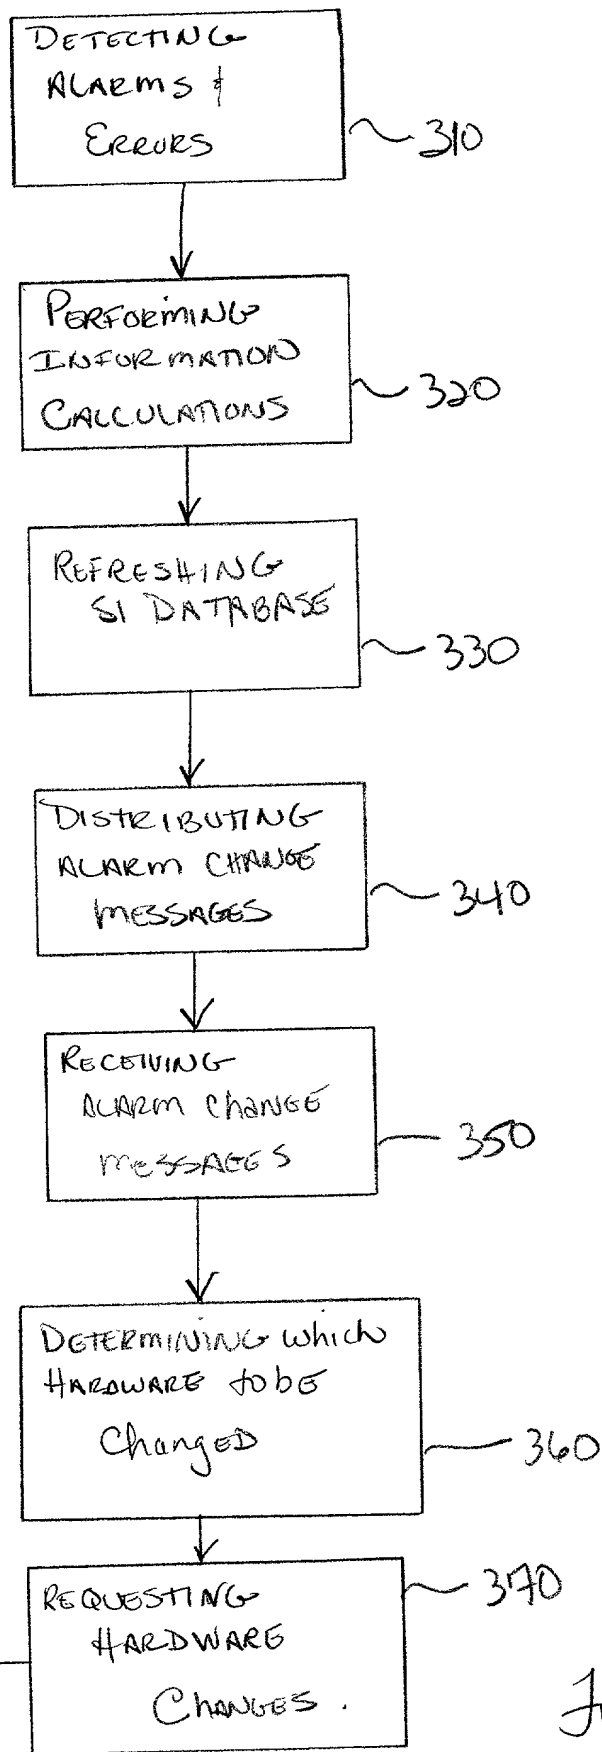 DETECTING
ALARMS &
ERRORS
310
PERFORMING
INFORMATION
CALCULATIONS
320
REFRESHING
SI DATABASE
330
DISTRIBUTING
ALARM CHANGE
MESSAGES
340
RECEIVING
ALARM CHANGE
MESSAGES
350
DETERMINING which
HARDWARE to be
ChangED
360
REQUESTING
HARDWARE
CHANGES.
370